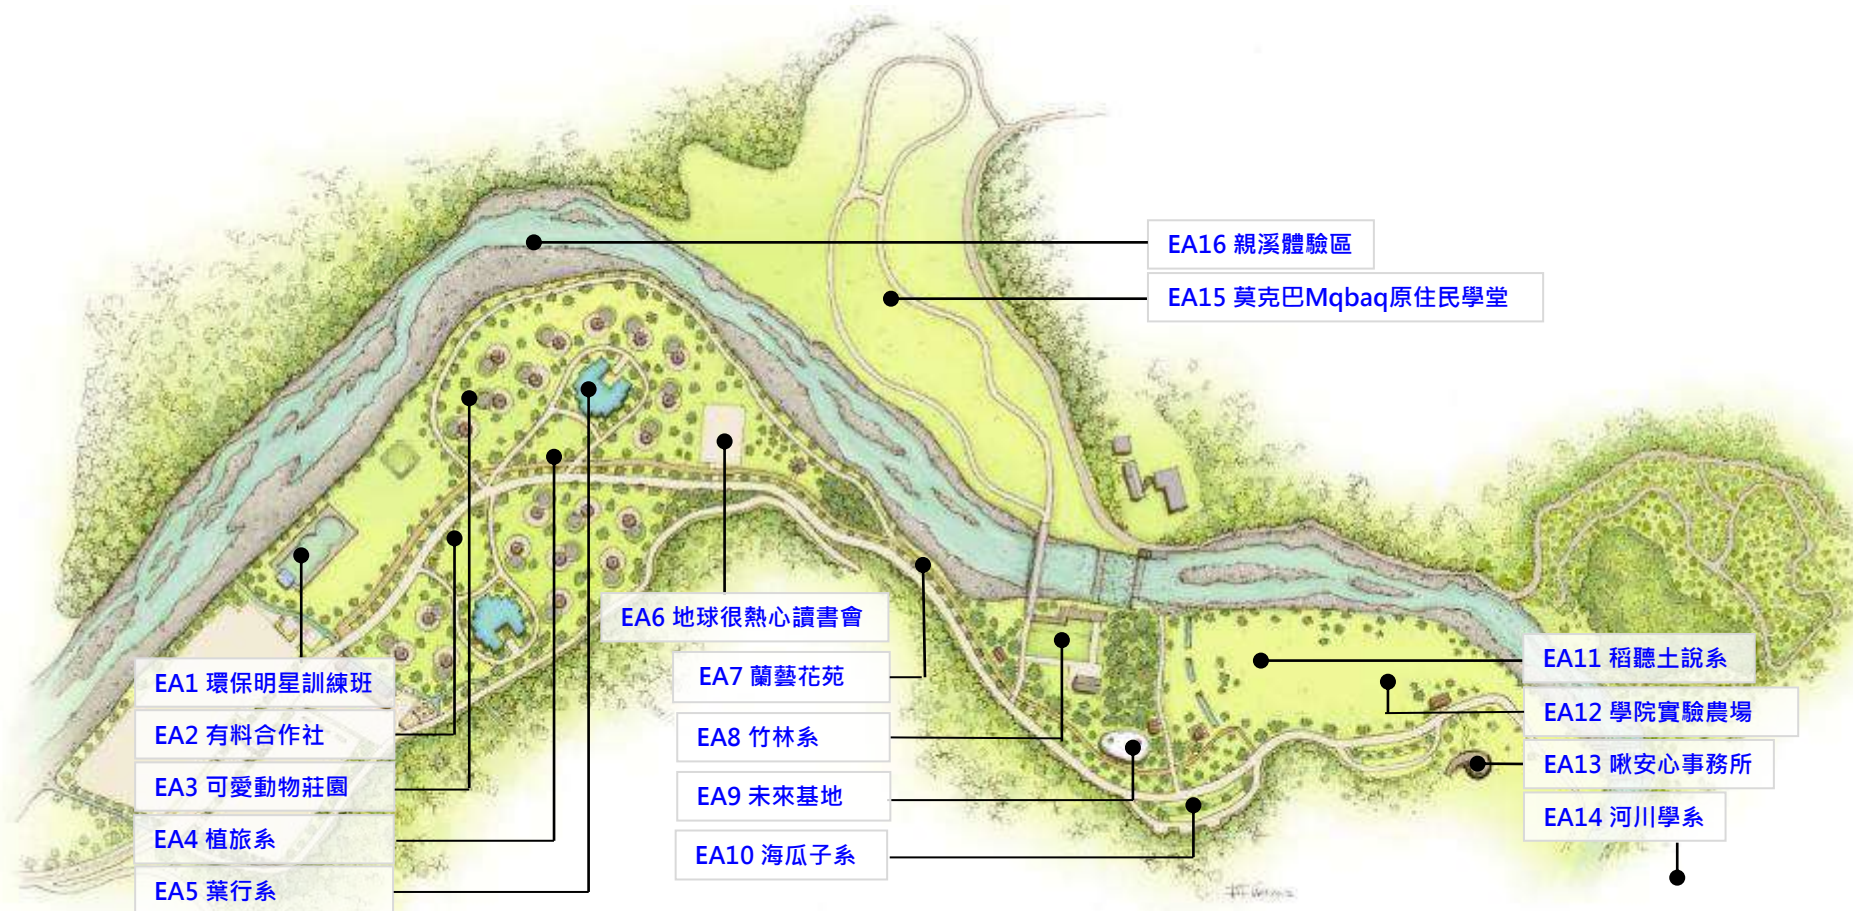 EA16 親溪體驗區
EA15 莫克巴Mqbaq原住民學堂
EA6 地球很熱心讀書會
EA7 蘭藝花苑
EA8 竹林系
EA9 未來基地
EA10 海瓜子系
EA1 環保明星訓練班
EA2 有料合作社
EA3 可愛動物莊園
EA4 植旅系
EA5 葉行系
EA11 稻聽土說系
EA12 學院實驗農場
EA13 啾安心事務所
EA14 河川學系